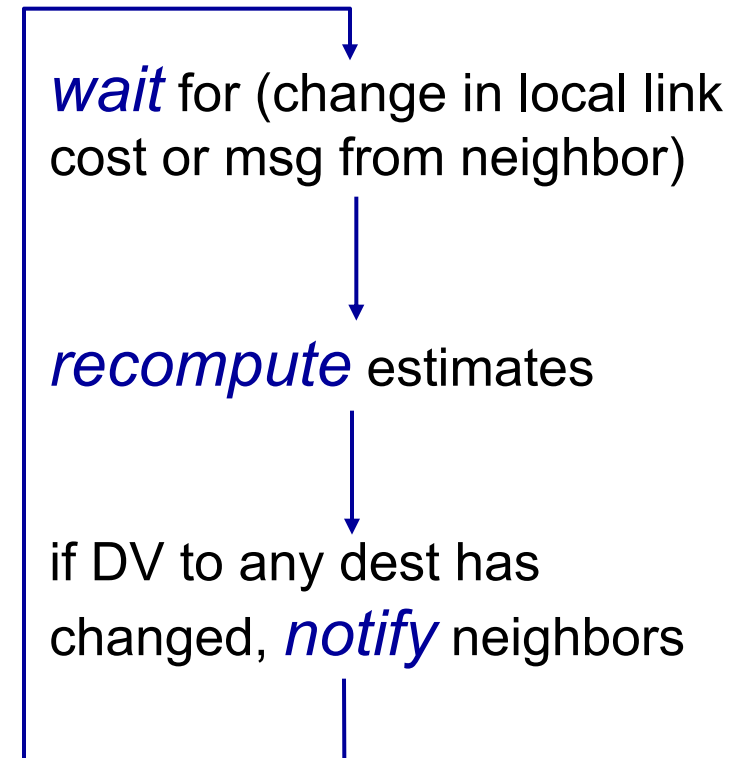 wait for (change in local link
cost or msg from neighbor)
recompute estimates
if DV to any dest has
changed, notify neighbors